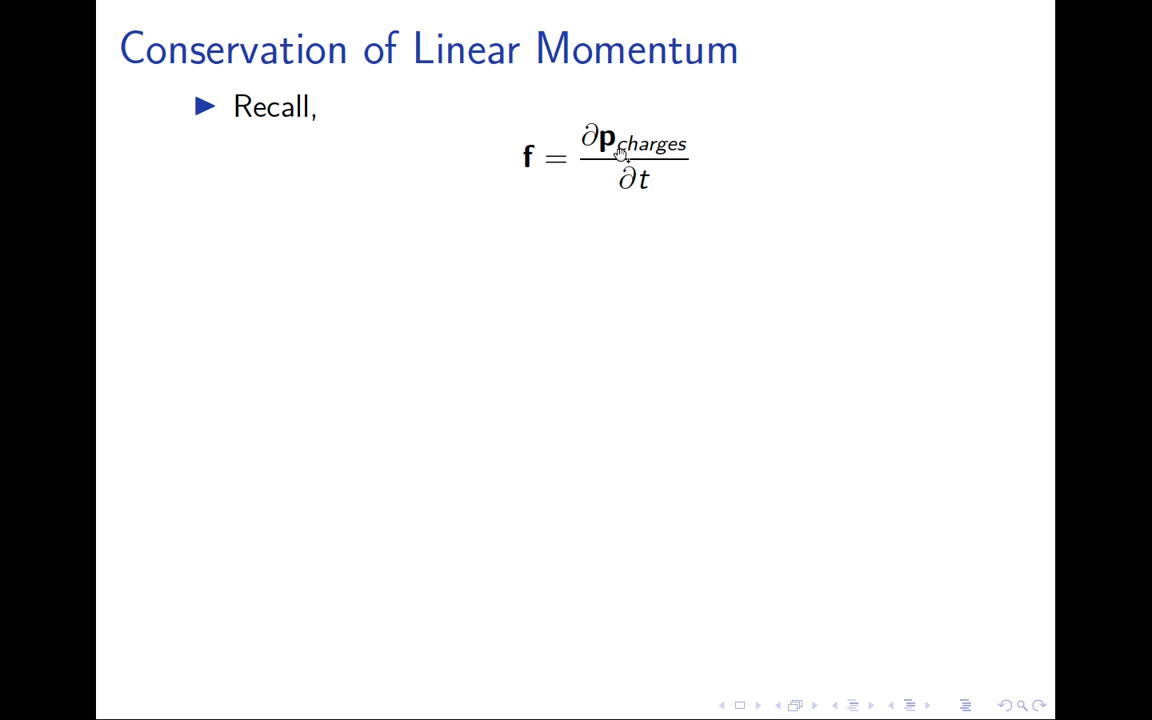 Conservation of Linear Momentum
▶ Recall,
f = ∂p_charges / ∂t